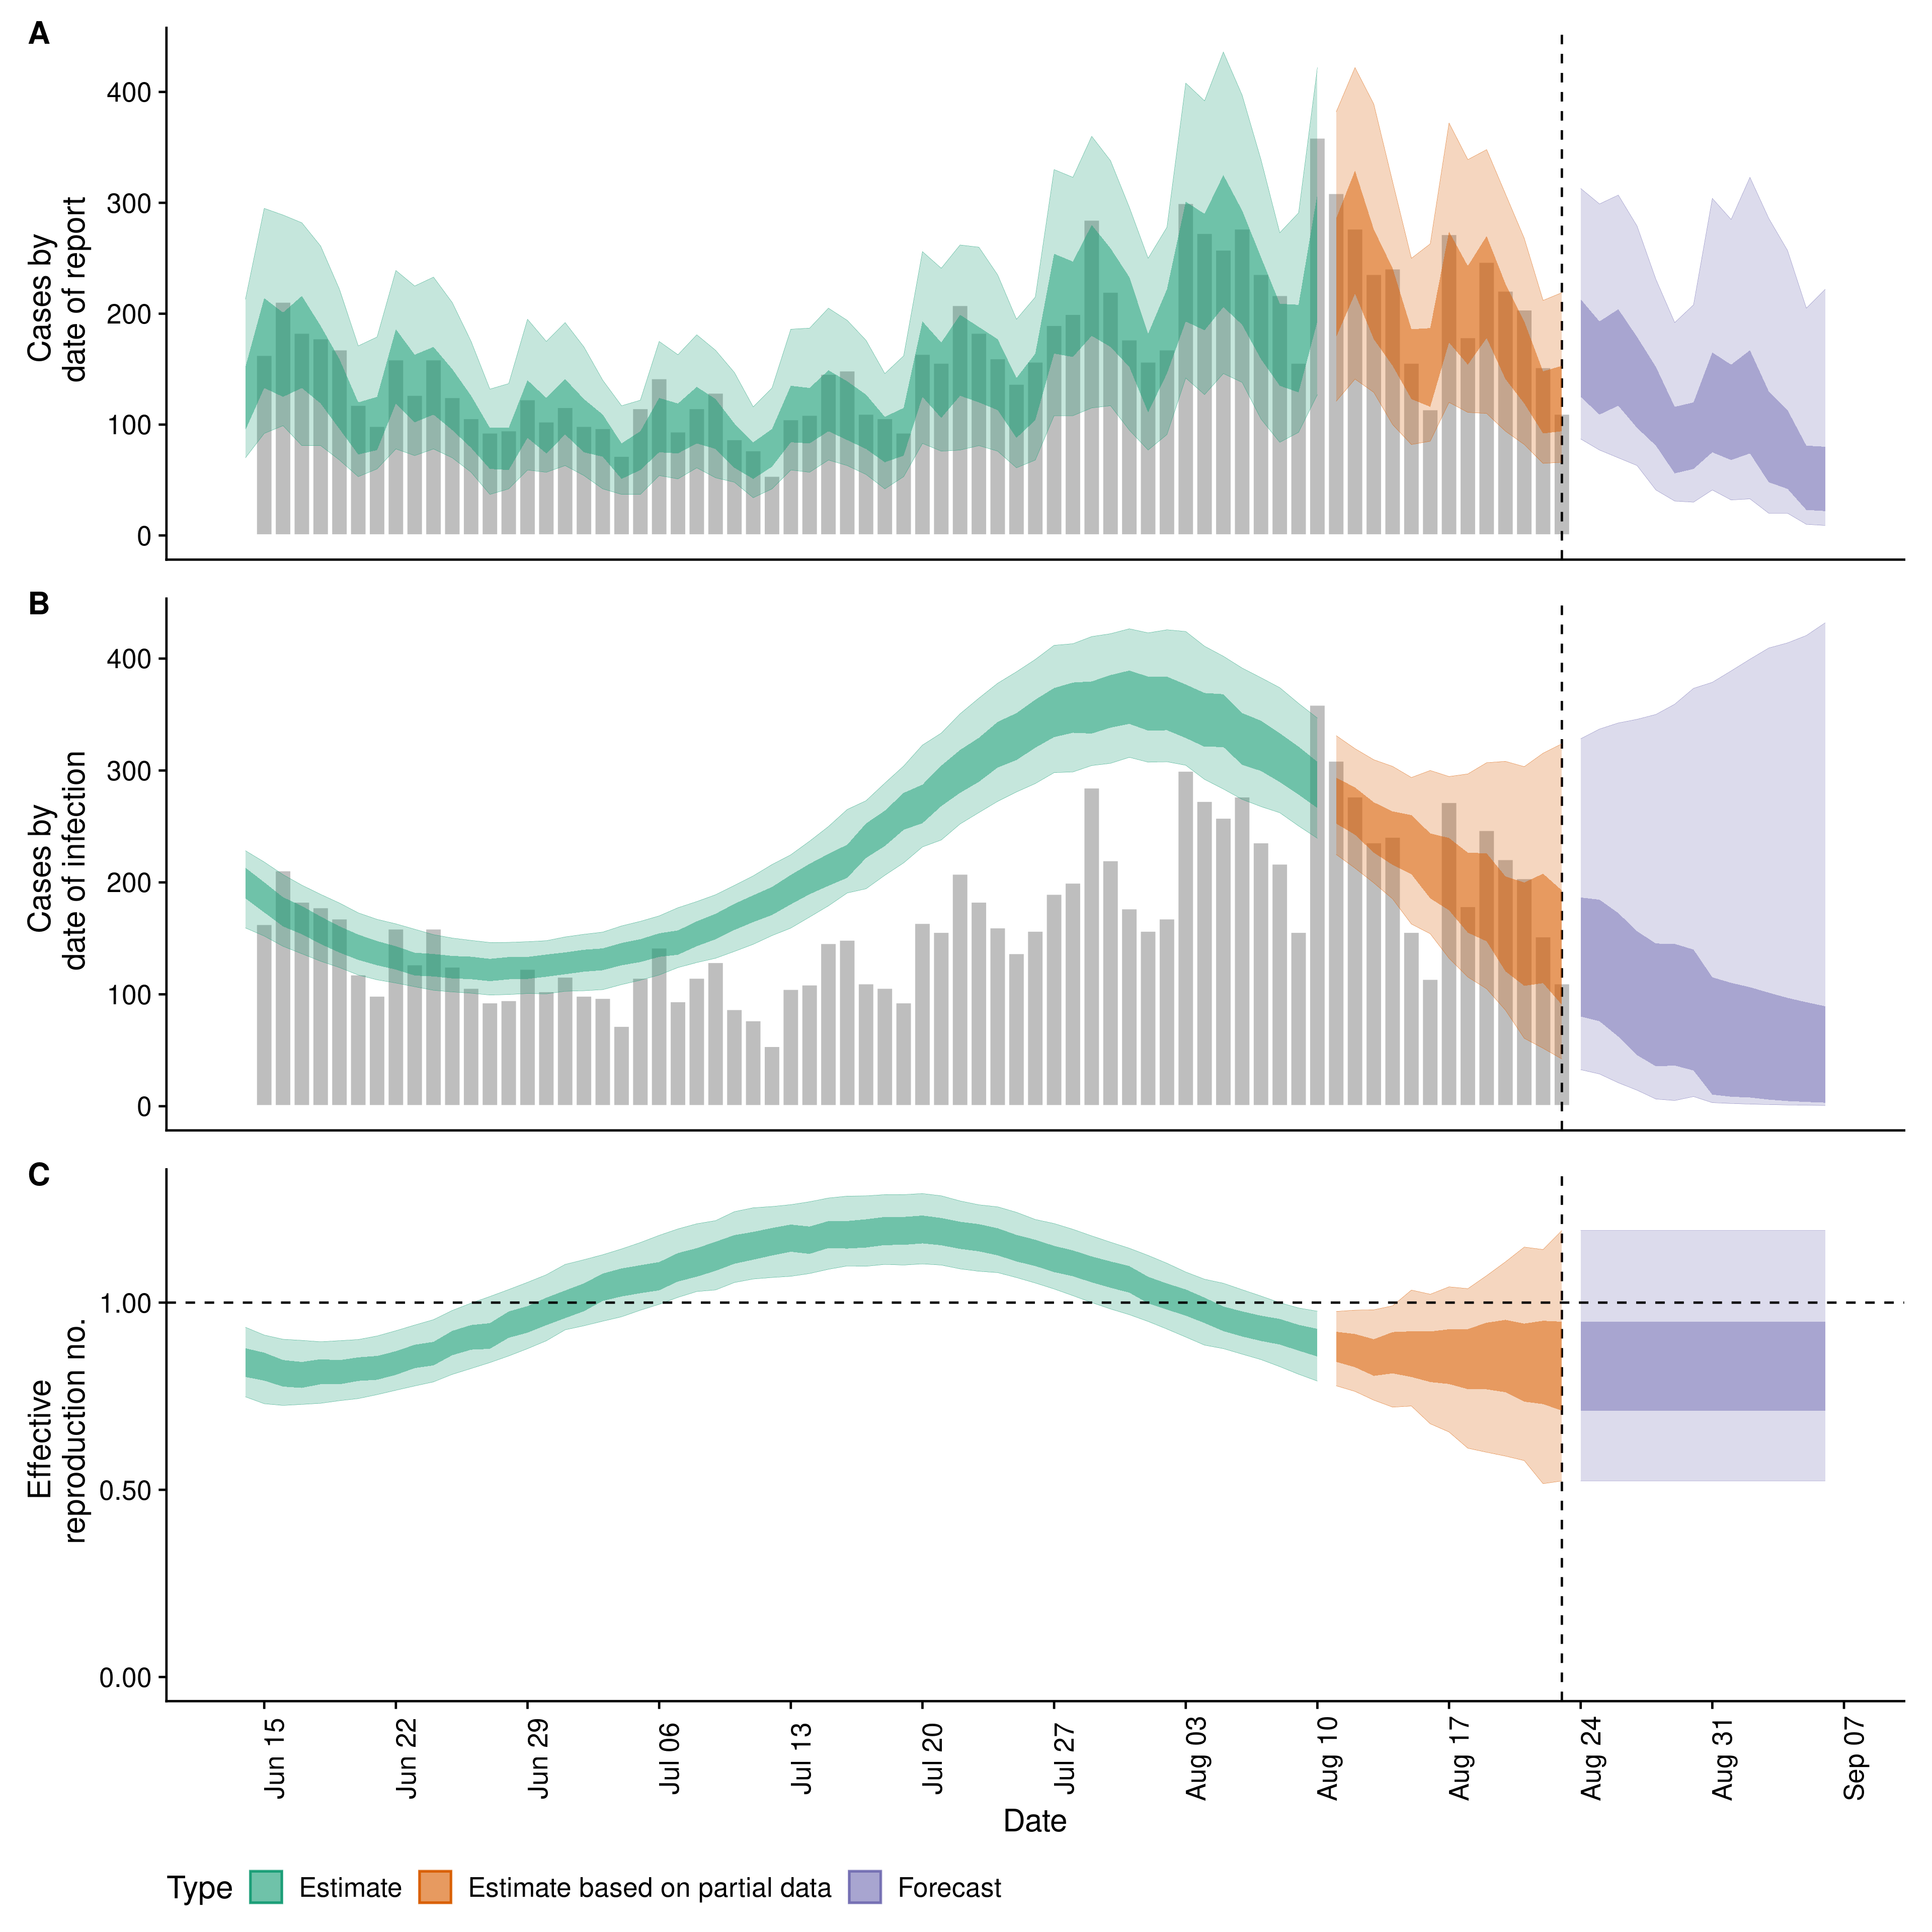 A
400
300
200
100
0
Cases by
date of report
B
400
300
200
100
0
Cases by
date of infection
C
1.00
0.50
0.00
Effective
reproduction no.
Jun 15
Jun 22
Jun 29
Jul 06
Jul 13
Jul 20
Jul 27
Aug 03
Aug 10
Aug 17
Aug 24
Aug 31
Sep 07
Date
Type Estimate Estimate based on partial data Forecast